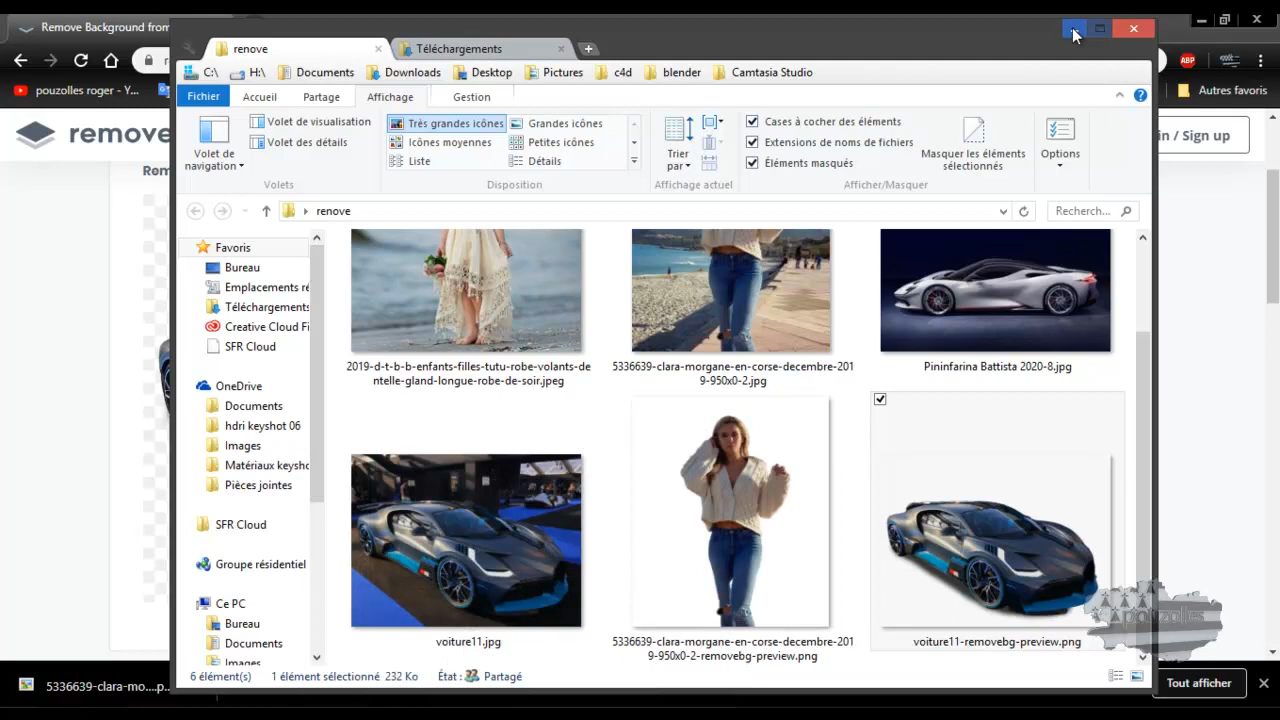 Remove Background from
pouzolles roger - Y...
Autres favoris
remove
in / Sign up
Rem
renove
Téléchargements
C:\ H:\ Documents Downloads Desktop Pictures c4d blender Camtasia Studio
Fichier Accueil Partage Affichage Gestion
Volet de navigation
Volet de visualisation
Volet des détails
Volets
Très grandes icônes Grandes icônes
Icônes moyennes Petites icônes
Liste Détails
Disposition
Trier par
Affichage actuel
Cases à cocher des éléments
Extensions de noms de fichiers
Éléments masqués
Masquer les éléments
sélectionnés
Afficher/Masquer
Options
renove
Recherch...
Favoris
Bureau
Emplacements ré
Téléchargements
Creative Cloud Fi
SFR Cloud
OneDrive
Documents
hdri keyshot 06
Images
Matériaux keysho
Pièces jointes
SFR Cloud
Groupe résidentiel
Ce PC
Bureau
Documents
Images
2019-d-t-b-b-enfants-filles-tutu-robe-volants-de
ntelle-gland-longue-robe-de-soir.jpeg
5336639-clara-morgane-en-corse-decembre-201
9-950x0-2.jpg
Pininfarina Battista 2020-8.jpg
voiture11.jpg
5336639-clara-morgane-en-corse-decembre-201
9-950x0-2-removebg-preview.png
voiture11-removebg-preview.png
6 élément(s) 1 élément sélectionné 232 Ko État : Partagé
5336639-clara-mo....p...
Tout afficher
ABP